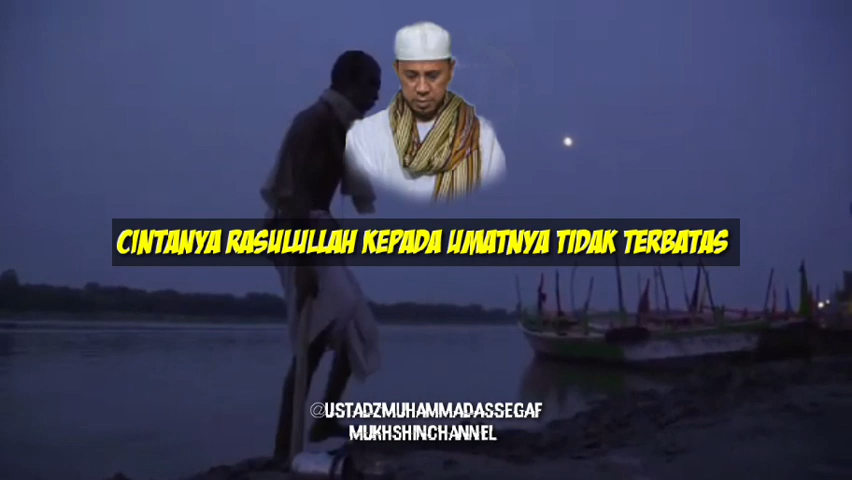 CINTANYA RASULULLAH KEPADA UMATNYA TIDAK TERBATAS
@USTADZMUHAMMADASSEGAF
MUKHSHINCHANNEL